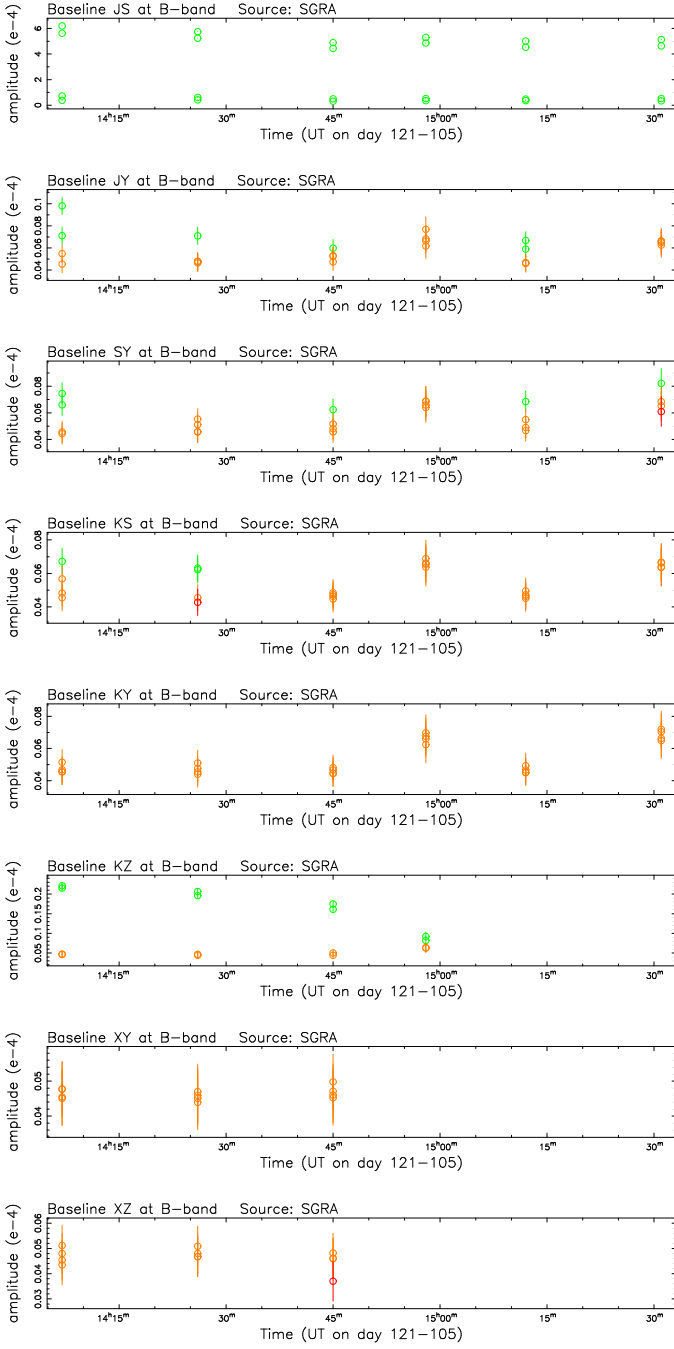 Baseline JS at B-band Source: SGRA
amplitude (e-4)
6
4
2
0
14h15m 30m 45m 15h00m 15m 30m
Time (UT on day 121-105)
Baseline JY at B-band Source: SGRA
amplitude (e-4)
0.1
0.08
0.06
0.04
14h15m 30m 45m 15h00m 15m 30m
Time (UT on day 121-105)
Baseline SY at B-band Source: SGRA
amplitude (e-4)
0.08
0.06
0.04
14h15m 30m 45m 15h00m 15m 30m
Time (UT on day 121-105)
Baseline KS at B-band Source: SGRA
amplitude (e-4)
0.08
0.06
0.04
14h15m 30m 45m 15h00m 15m 30m
Time (UT on day 121-105)
Baseline KY at B-band Source: SGRA
amplitude (e-4)
0.08
0.06
0.04
14h15m 30m 45m 15h00m 15m 30m
Time (UT on day 121-105)
Baseline KZ at B-band Source: SGRA
amplitude (e-4)
0.2
0.15
0.1
0.05
14h15m 30m 45m 15h00m 15m 30m
Time (UT on day 121-105)
Baseline XY at B-band Source: SGRA
amplitude (e-4)
0.05
0.04
14h15m 30m 45m 15h00m 15m 30m
Time (UT on day 121-105)
Baseline XZ at B-band Source: SGRA
amplitude (e-4)
0.06
0.05
0.04
0.03
14h15m 30m 45m 15h00m 15m 30m
Time (UT on day 121-105)